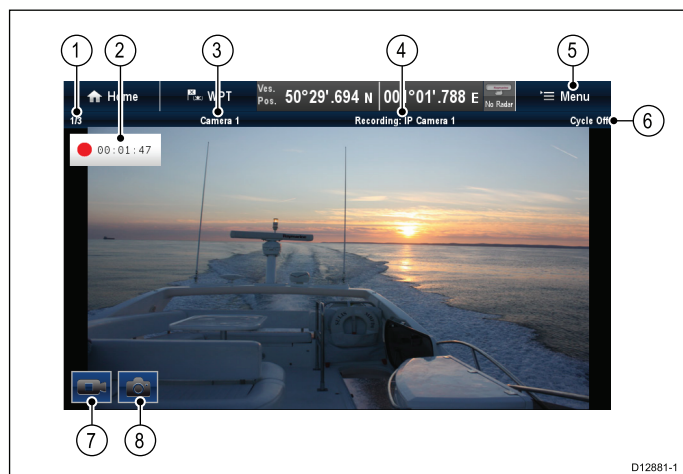 1 2 3 4 5
Home WPT Ves. Pos. 50°29'.694 N 001°01'.788 E No Radar Menu
1/3 Camera 1 Recording: IP Camera 1 Cycle Off
6
00:01:47
7 8
D12881-1